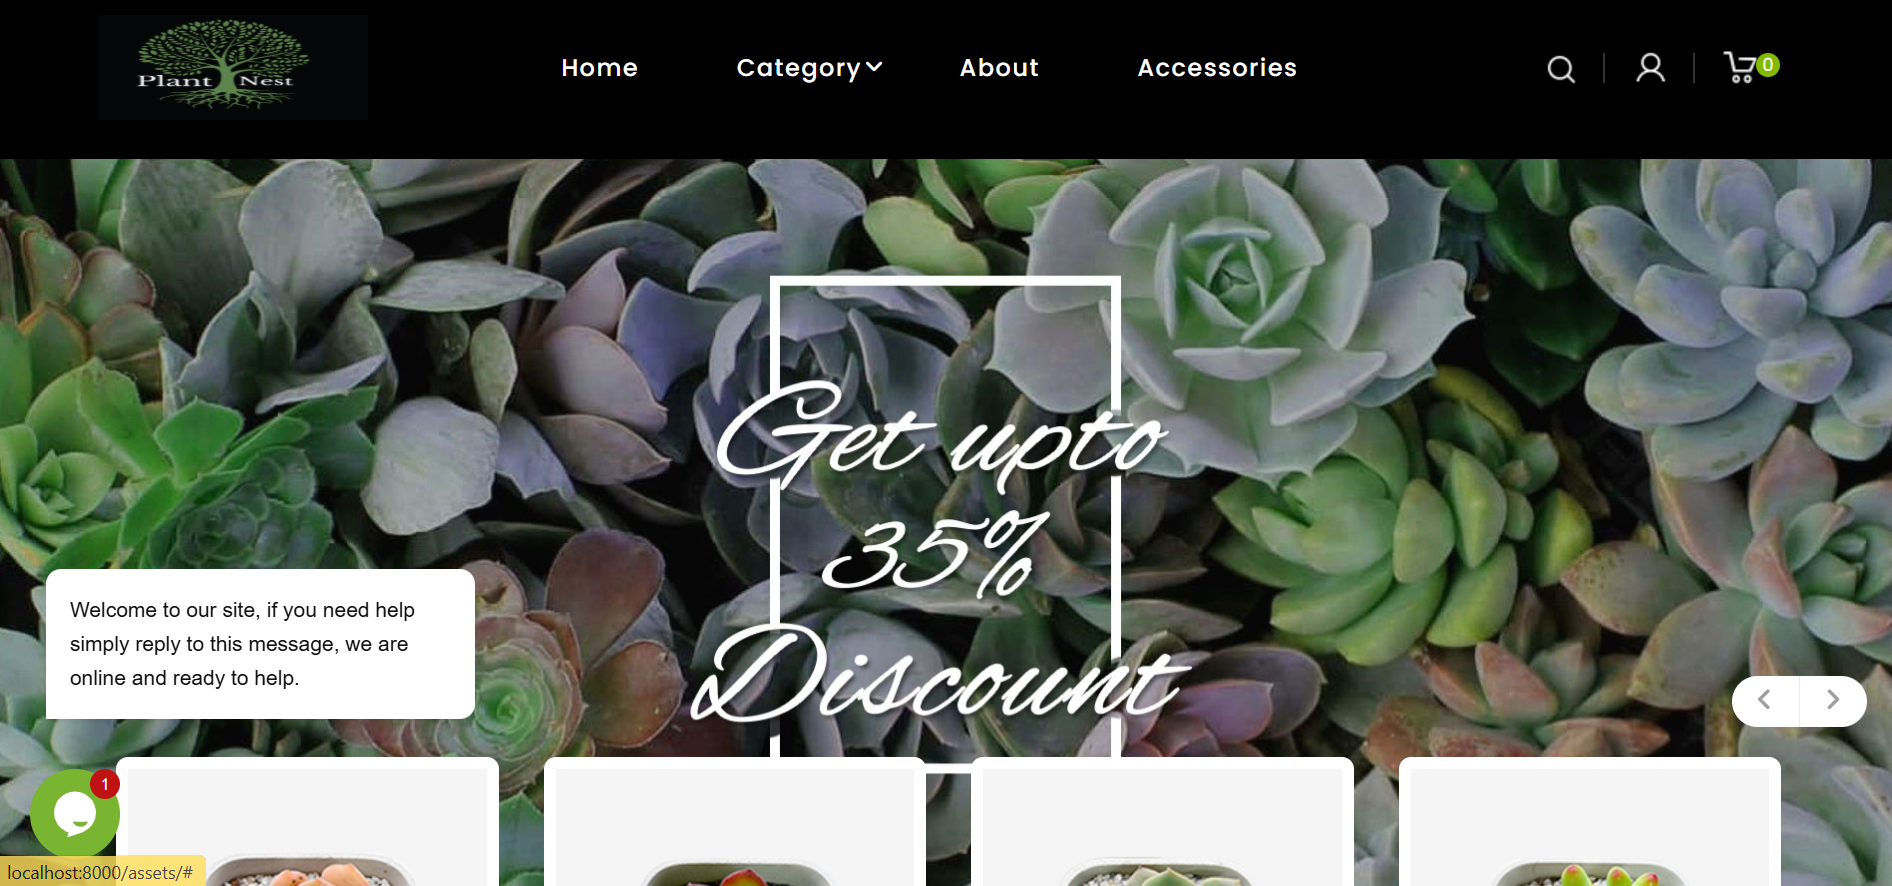 Plant Nest
Home
Category
About
Accessories
0
Get upto
35%
Discount
Welcome to our site, if you need help
simply reply to this message, we are
online and ready to help.
1
localhost:8000/assets/#